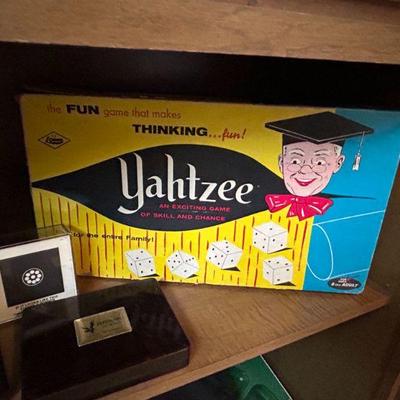 the FUN game that makes
THINKING...fun!
Yahtzee
AN EXCITING GAME
OF SKILL AND CHANCE
for the entire Family!
ADULT